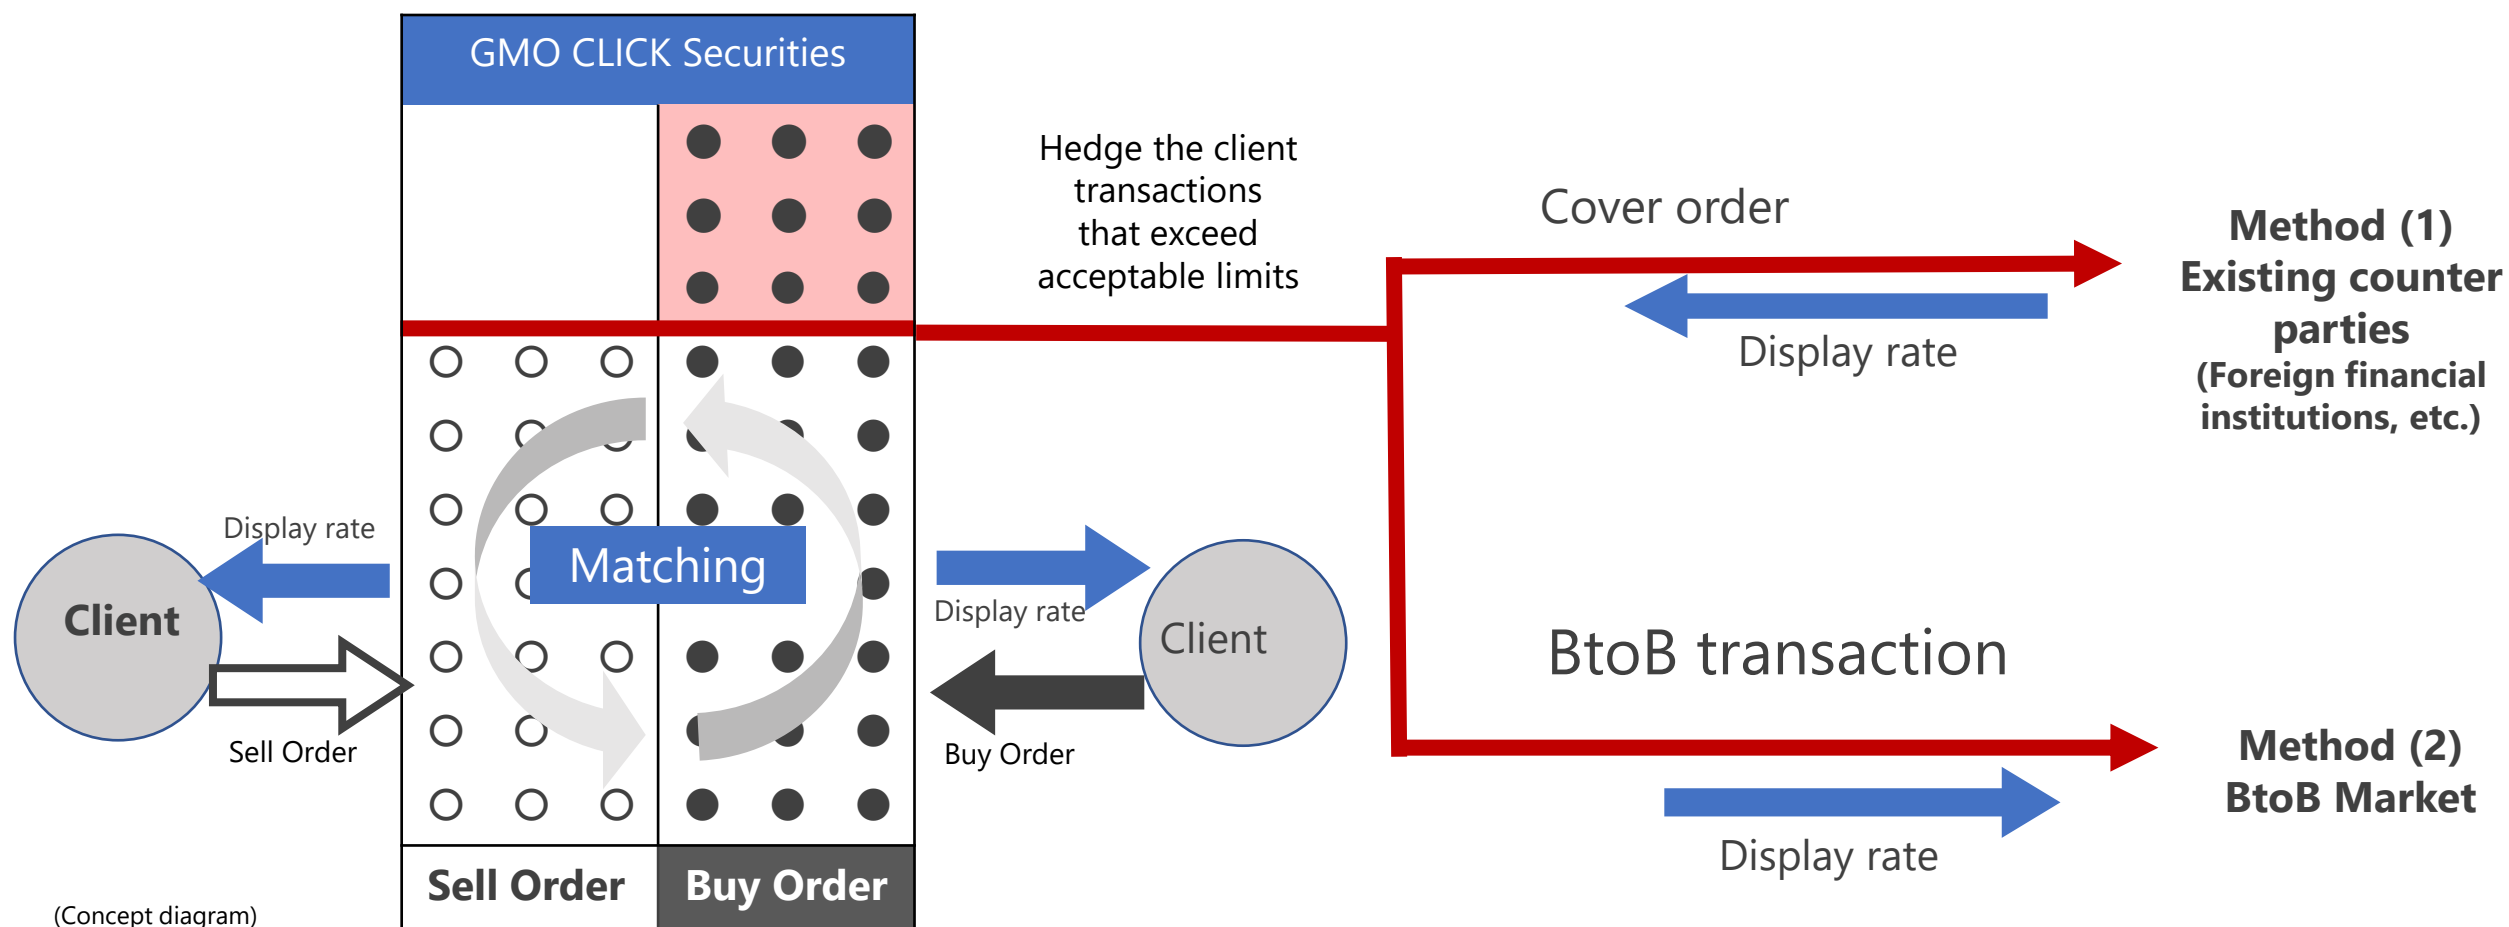 GMO CLICK Securities
Hedge the client
transactions
that exceed
acceptable limits
Cover order
Display rate
Method (1)
Existing counter
parties
(Foreign financial
institutions, etc.)
Display rate
Client
Sell Order
Matching
Display rate
Client
Buy Order
BtoB transaction
Display rate
Method (2)
BtoB Market
Sell Order
Buy Order
(Concept diagram)